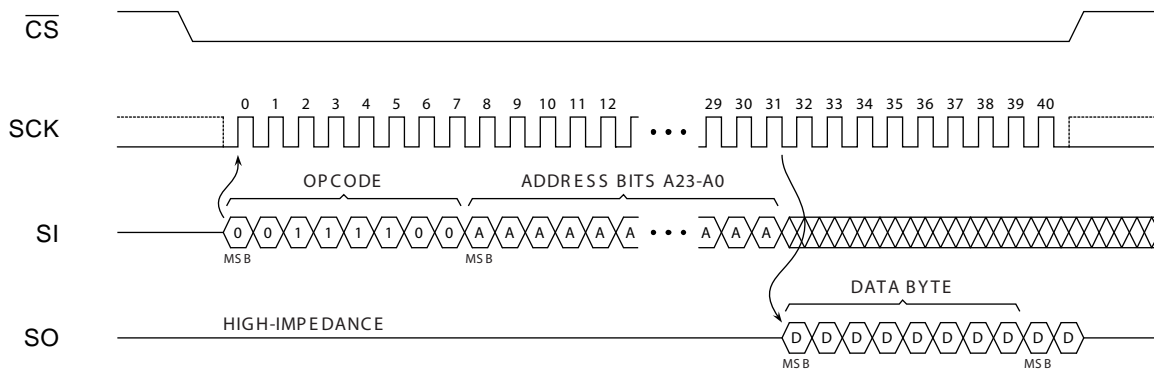 CS
0 1 2 3 4 5 6 7 8 9 10 11 12 29 30 31 32 33 34 35 36 37 38 39 40
SCK
OPCODE ADDRESS BITS A23-A0
SI 0 0 1 1 1 1 0 0 A A A A A A A A A
MSB MSB
DATA BYTE
HIGH-IMPEDANCE
SO D D D D D D D D D D
MSB MSB